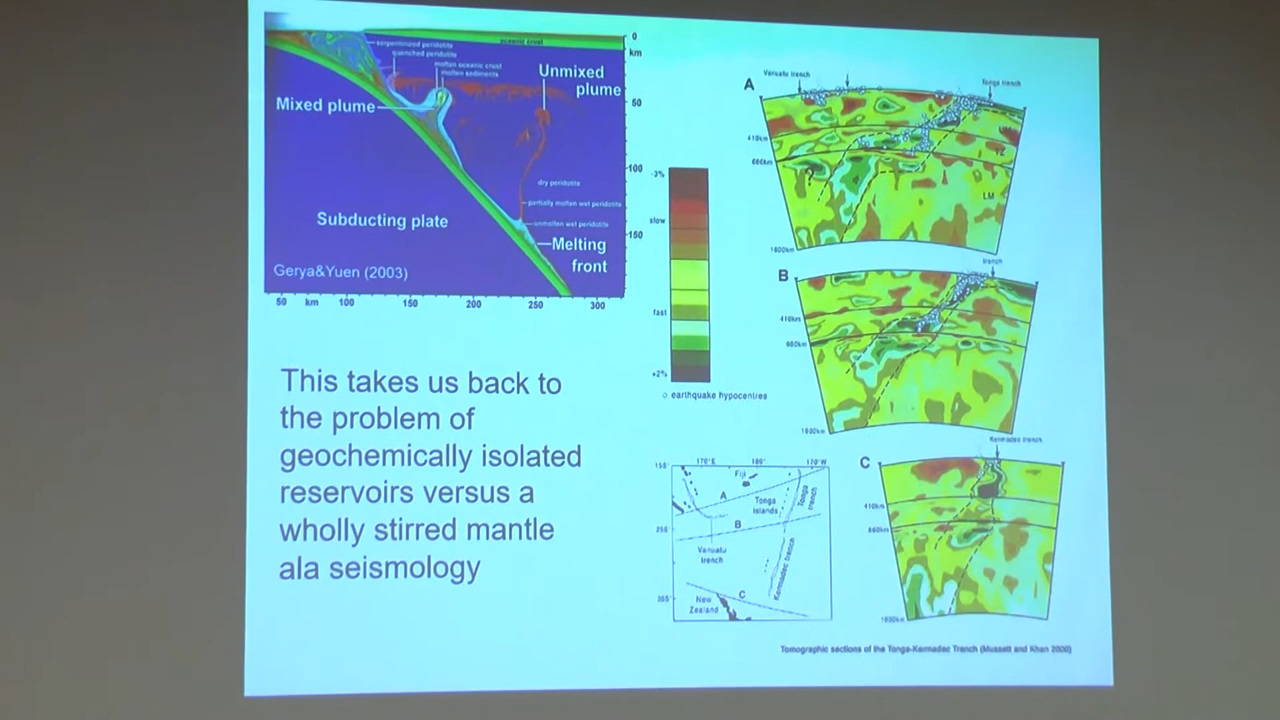 serpentinized peridotite
quenched peridotite
molten oceanic crust
molten sediments
oceanic crust
Unmixed
plume
Mixed plume
dry peridotite
partially molten wet peridotite
unmolten wet peridotite
Subducting plate
Melting
front
Gerya&Yuen (2003)
0
km
50
100
150
50 km 100 150 200 250 300
This takes us back to
the problem of
geochemically isolated
reservoirs versus a
wholly stirred mantle
ala seismology
-3%
slow
fast
+2%
o earthquake hypocentres
A
Vanuatu trench
Tonga trench
410km
660km
UM
TZ
LM
?
1600km
B
trench
410km
660km
1600km
C
Kermadec trench
410km
660km
1600km
170°E 180° 170°W
15S
25S
35S
Fiji
A
Tonga
Islands
Tonga
trench
B
Vanuatu
trench
Kermadec trench
C
New
Zealand
Tomographic sections of the Tonga-Kermadec Trench (Mussett and Khan 2000)